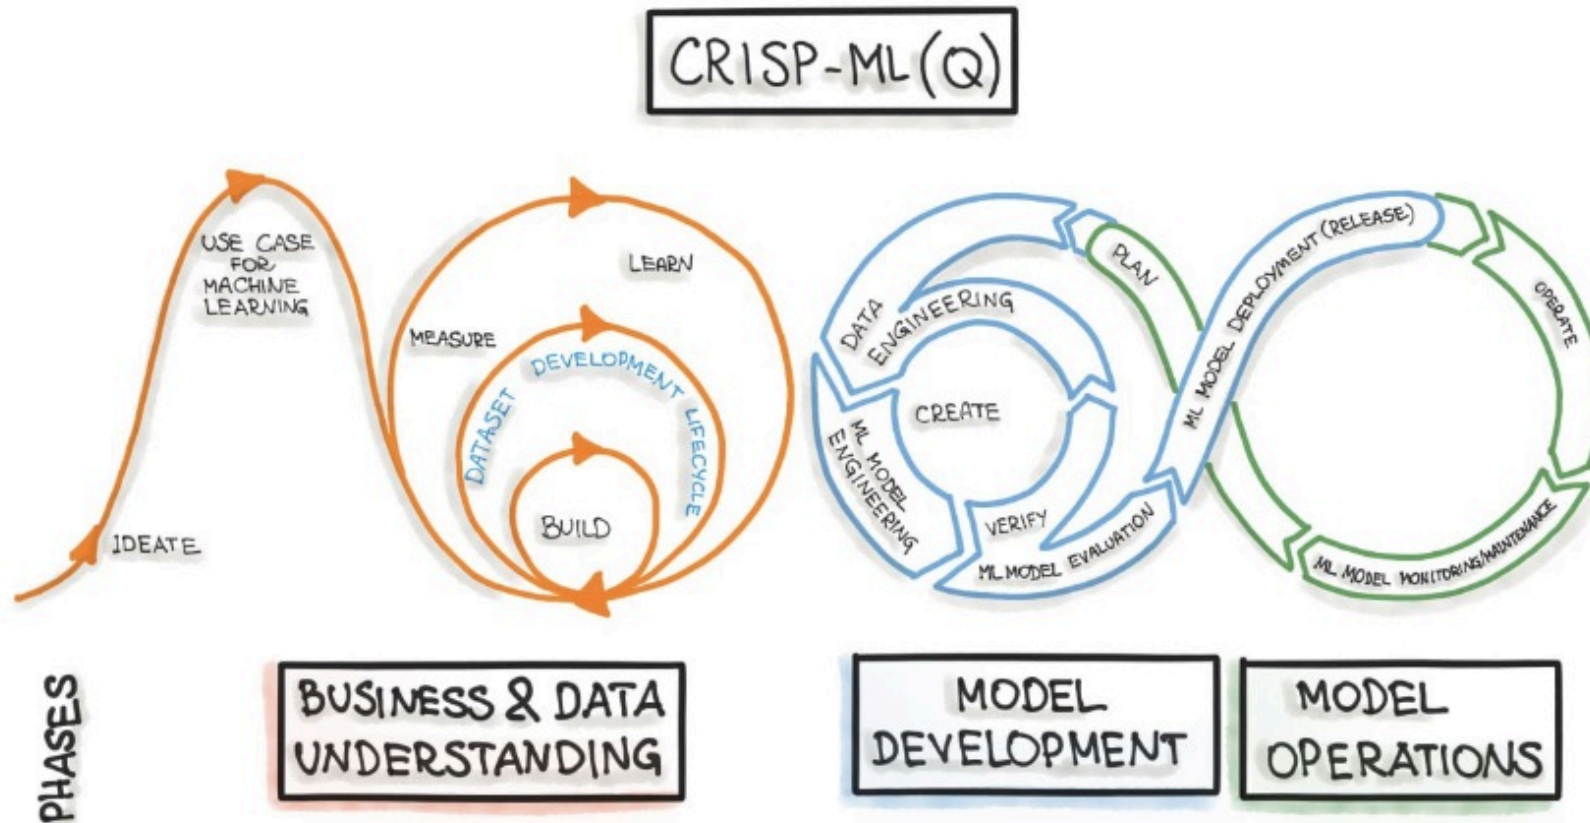 CRISP-ML(Q)
USE CASE
FOR
MACHINE
LEARNING
IDEATE
MEASURE
LEARN
DATASET DEVELOPMENT LIFECYCLE
BUILD
DATA
ENGINEERING
CREATE
ML MODEL
ENGINEERING
VERIFY
ML MODEL EVALUATION
PLAN
ML MODEL DEPLOYMENT (RELEASE)
OPERATE
ML MODEL MONITORING/MAINTENANCE
PHASES
BUSINESS & DATA
UNDERSTANDING
MODEL
DEVELOPMENT
MODEL
OPERATIONS